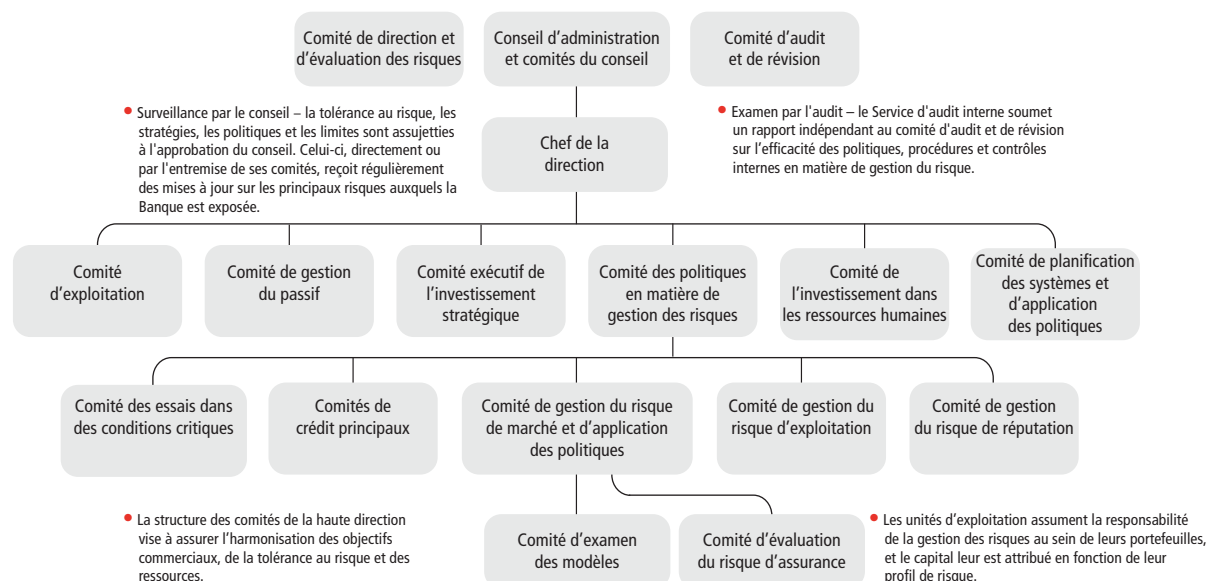 Comité de direction et
d'évaluation des risques
Conseil d'administration
et comités du conseil
Comité d'audit
et de révision
• Surveillance par le conseil – la tolérance au risque, les
stratégies, les politiques et les limites sont assujetties
à l'approbation du conseil. Celui-ci, directement ou
par l'entremise de ses comités, reçoit régulièrement
des mises à jour sur les principaux risques auxquels la
Banque est exposée.
Chef de la
direction
• Examen par l'audit – le Service d'audit interne soumet
un rapport indépendant au comité d'audit et de révision
sur l'efficacité des politiques, procédures et contrôles
internes en matière de gestion du risque.
Comité
d'exploitation
Comité de gestion
du passif
Comité exécutif de
l'investissement
stratégique
Comité des politiques
en matière de
gestion des risques
Comité de
l'investissement dans
les ressources humaines
Comité de planification
des systèmes et
d'application
des politiques
Comité des essais dans
des conditions critiques
Comités de
crédit principaux
Comité de gestion du risque
de marché et d'application
des politiques
Comité de gestion du
risque d'exploitation
Comité de gestion
du risque de réputation
• La structure des comités de la haute direction
vise à assurer l'harmonisation des objectifs
commerciaux, de la tolérance au risque et des
ressources.
Comité d'examen
des modèles
Comité d'évaluation
du risque d'assurance
• Les unités d'exploitation assument la responsabilité
de la gestion des risques au sein de leurs portefeuilles,
et le capital leur est attribué en fonction de leur
profil de risque.